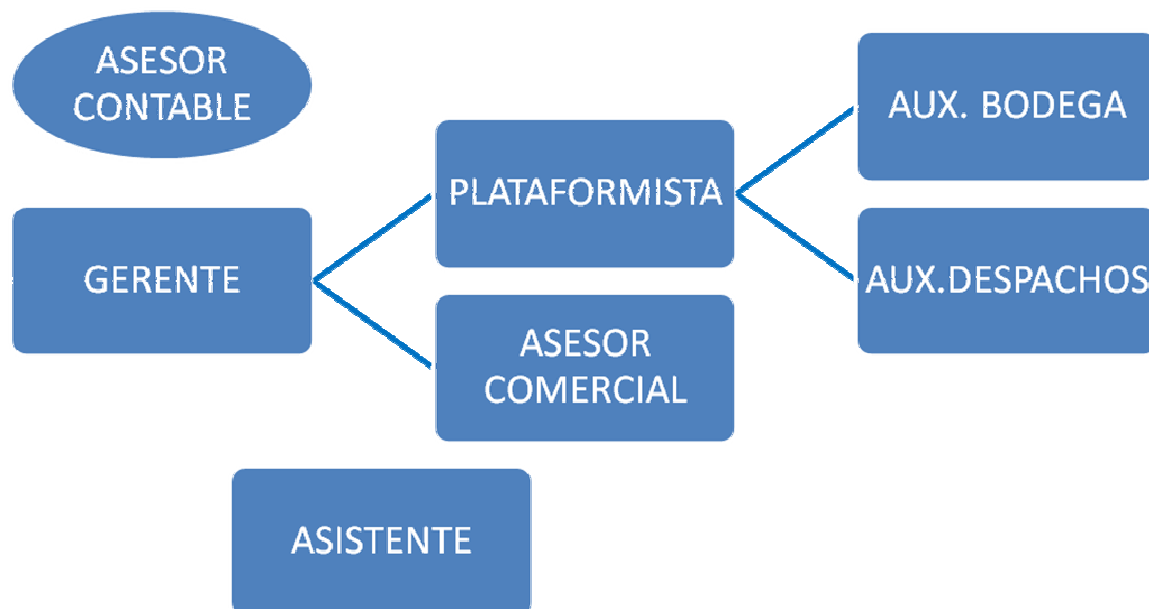 ASESOR
CONTABLE
GERENTE
PLATAFORMISTA
ASESOR
COMERCIAL
AUX. BODEGA
AUX.DESPACHOS
ASISTENTE